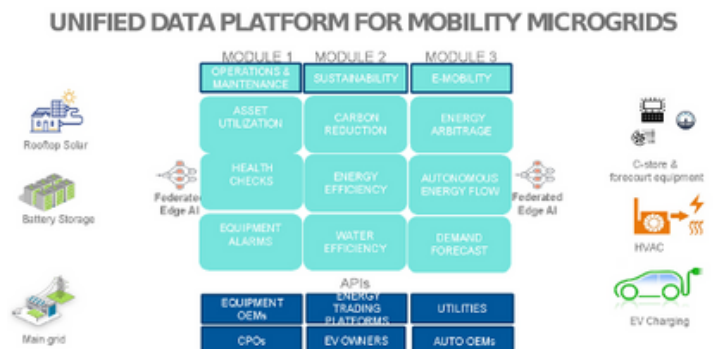 UNIFIED DATA PLATFORM FOR MOBILITY MICROGRIDS
MODULE 1
MODULE 2
MODULE 3
OPERATIONS &
MAINTENANCE
SUSTAINABILITY
E-MOBILITY
ASSET
UTILIZATION
CARBON
REDUCTION
ENERGY
ARBITRAGE
HEALTH
CHECKS
ENERGY
EFFICIENCY
AUTONOMOUS
ENERGY FLOW
EQUIPMENT
ALARMS
WATER
EFFICIENCY
DEMAND
FORECAST
Rooftop Solar
Battery Storage
Main grid
Federated
Edge AI
Federated
Edge AI
C-store &
forecourt equipment
HVAC
EV Charging
APIs
EQUIPMENT
OEMs
ENERGY
TRADING
PLATFORMS
UTILITIES
CPOs
EV OWNERS
AUTO OEMs